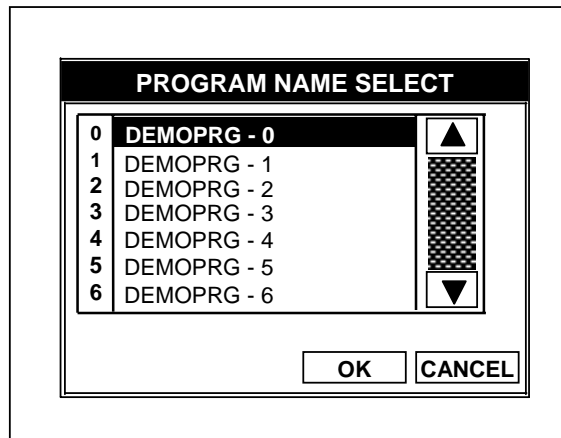 PROGRAM NAME SELECT
0 DEMOPRG - 0
1 DEMOPRG - 1
2 DEMOPRG - 2
3 DEMOPRG - 3
4 DEMOPRG - 4
5 DEMOPRG - 5
6 DEMOPRG - 6
OK CANCEL